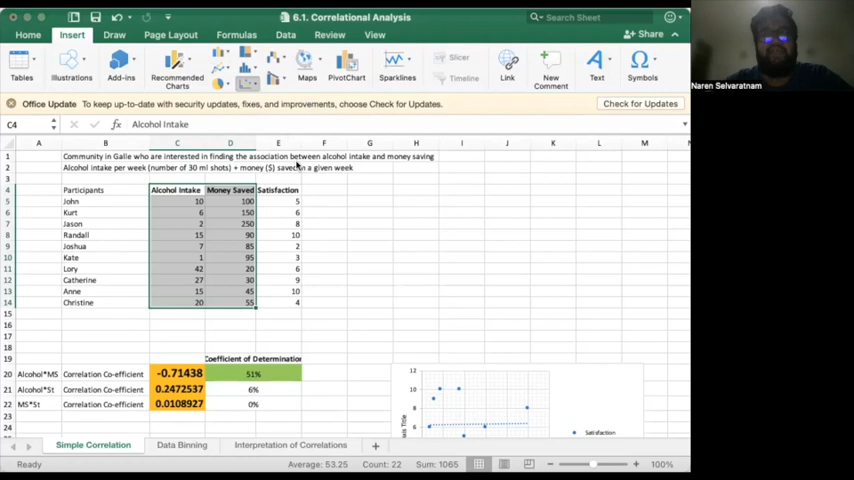 6.1. Correlational Analysis
Search Sheet
Home Insert Draw Page Layout Formulas Data Review View Share
Tables Illustrations Add-ins Recommended Charts Maps PivotChart Sparklines Slicer Timeline Link New Comment Text Symbols
Naren Selvaratnam
Office Update To keep up-to-date with security updates, fixes, and improvements, choose Check for Updates. Check for Updates
C4 fx Alcohol Intake
A B C D E F G H I J K L M N
1 Community in Galle who are interested in finding the association between alcohol intake and money saving
2 Alcohol intake per week (number of 30 ml shots) + money ($) saved in a given week
3
4 Participants Alcohol Intake Money Saved Satisfaction
5 John 10 100 5
6 Kurt 6 150 6
7 Jason 2 250 8
8 Randall 15 90 10
9 Joshua 7 85 2
10 Kate 1 95 3
11 Lory 42 20 6
12 Catherine 27 30 9
13 Anne 15 45 10
14 Christine 20 55 4
15
16
17
18
19 Coefficient of Determination
20 Alcohol*MS Correlation Co-efficient -0.71438 51%
21 Alcohol*St Correlation Co-efficient 0.2472537 6%
22 MS*St Correlation Co-efficient 0.0108927 0%
23
24
12
10
8
6
Title
Satisfaction
Simple Correlation Data Binning Interpretation of Correlations +
Ready Average: 53.25 Count: 22 Sum: 1065 100%